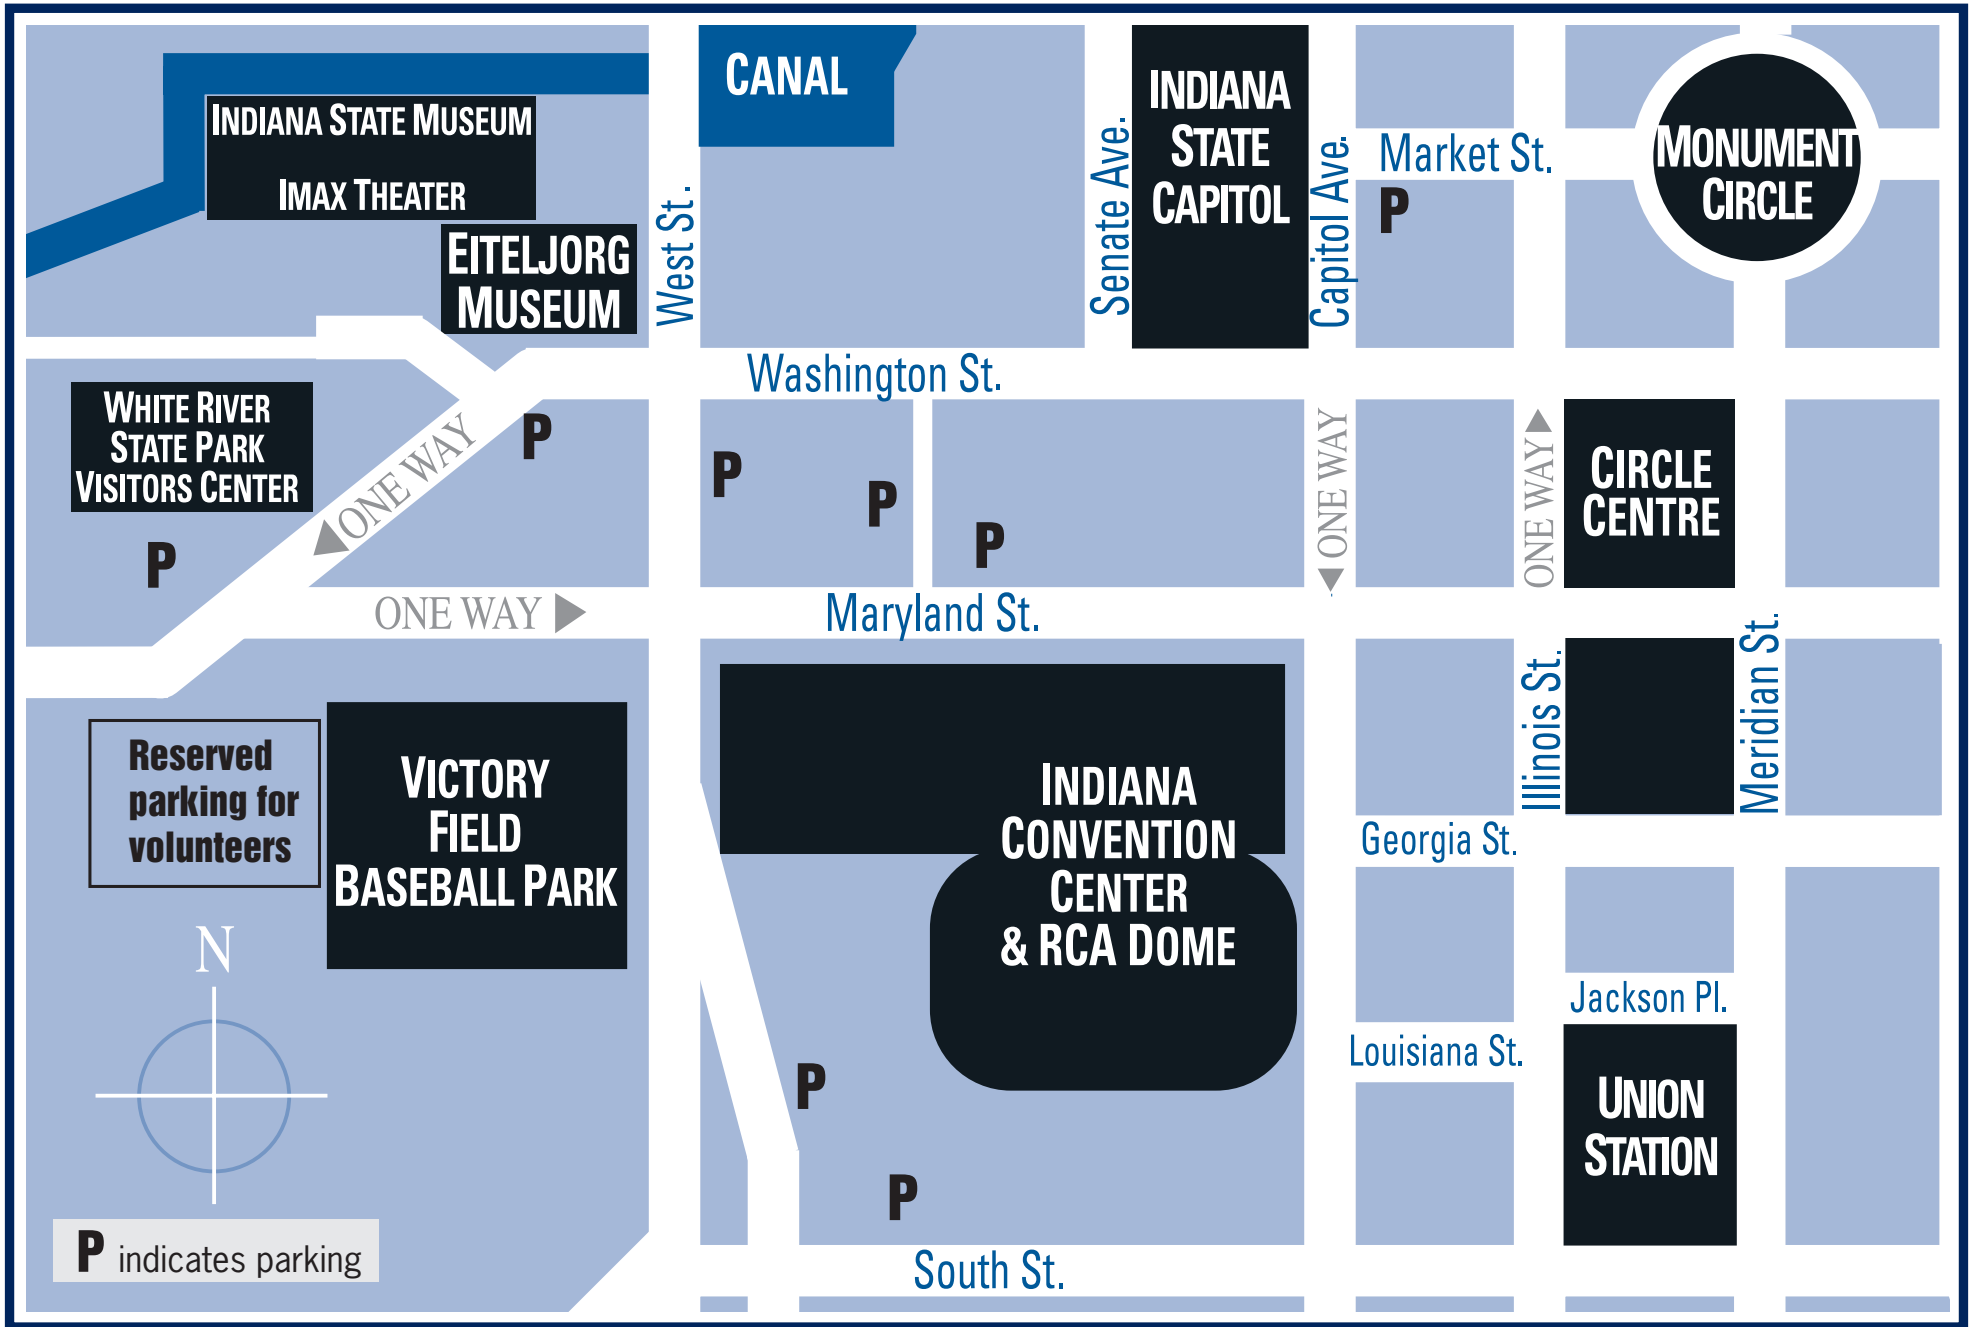 CANAL
INDIANA STATE MUSEUM
IMAX THEATER
EITELJORG
MUSEUM
West St.
Senate Ave.
INDIANA
STATE
CAPITOL
Capitol Ave.
Market St.
P
MONUMENT
CIRCLE
Washington St.
WHITE RIVER
STATE PARK
VISITORS CENTER
P
ONE WAY
P
P
P
P
ONE WAY
ONE WAY
CIRCLE
CENTRE
ONE WAY
Maryland St.
Reserved
parking for
volunteers
VICTORY
FIELD
BASEBALL PARK
INDIANA
CONVENTION
CENTER
& RCA DOME
Illinois St.
Meridian St.
Georgia St.
N
Jackson Pl.
Louisiana St.
P
P
UNION
STATION
P indicates parking
South St.